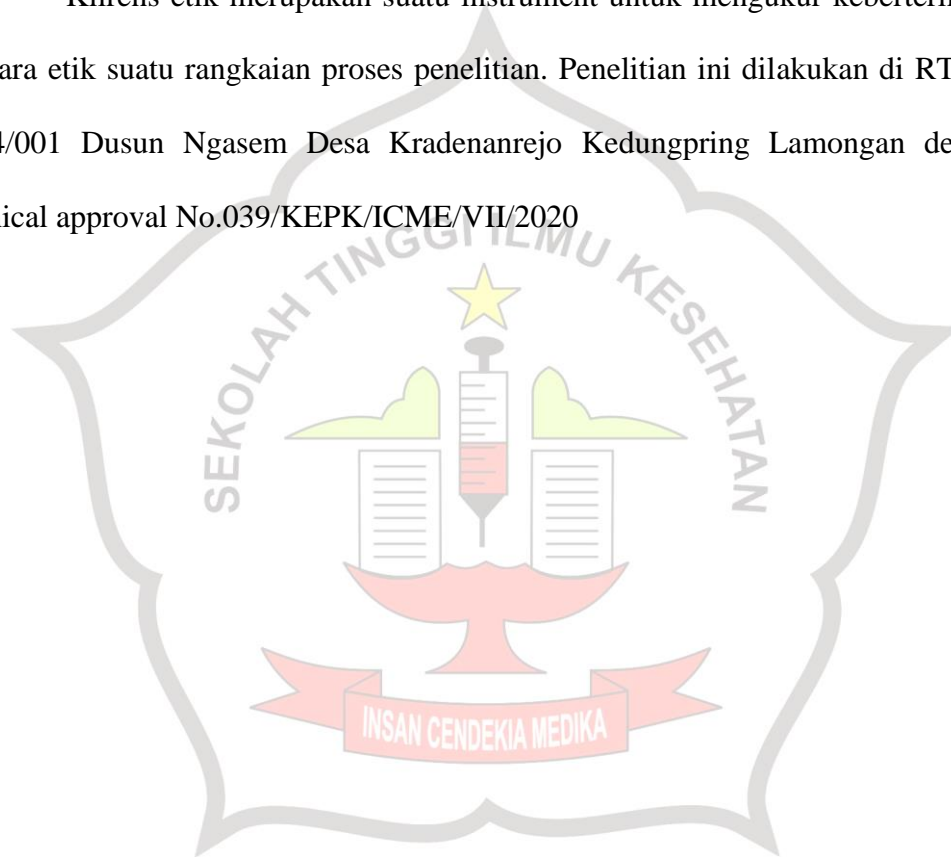 Klirens etik merupakan suatu instrument untuk mengukur keberterim
ara etik suatu rangkaian proses penelitian. Penelitian ini dilakukan di RT
4/001 Dusun Ngasem Desa Kradenanrejo Kedungpring Lamongan de
hical approval No.039/KEPK/ICME/VII/2020
SEKOLAH TINGGI ILMU KESEHATAN
INSAN CENDEKIA MEDIKA